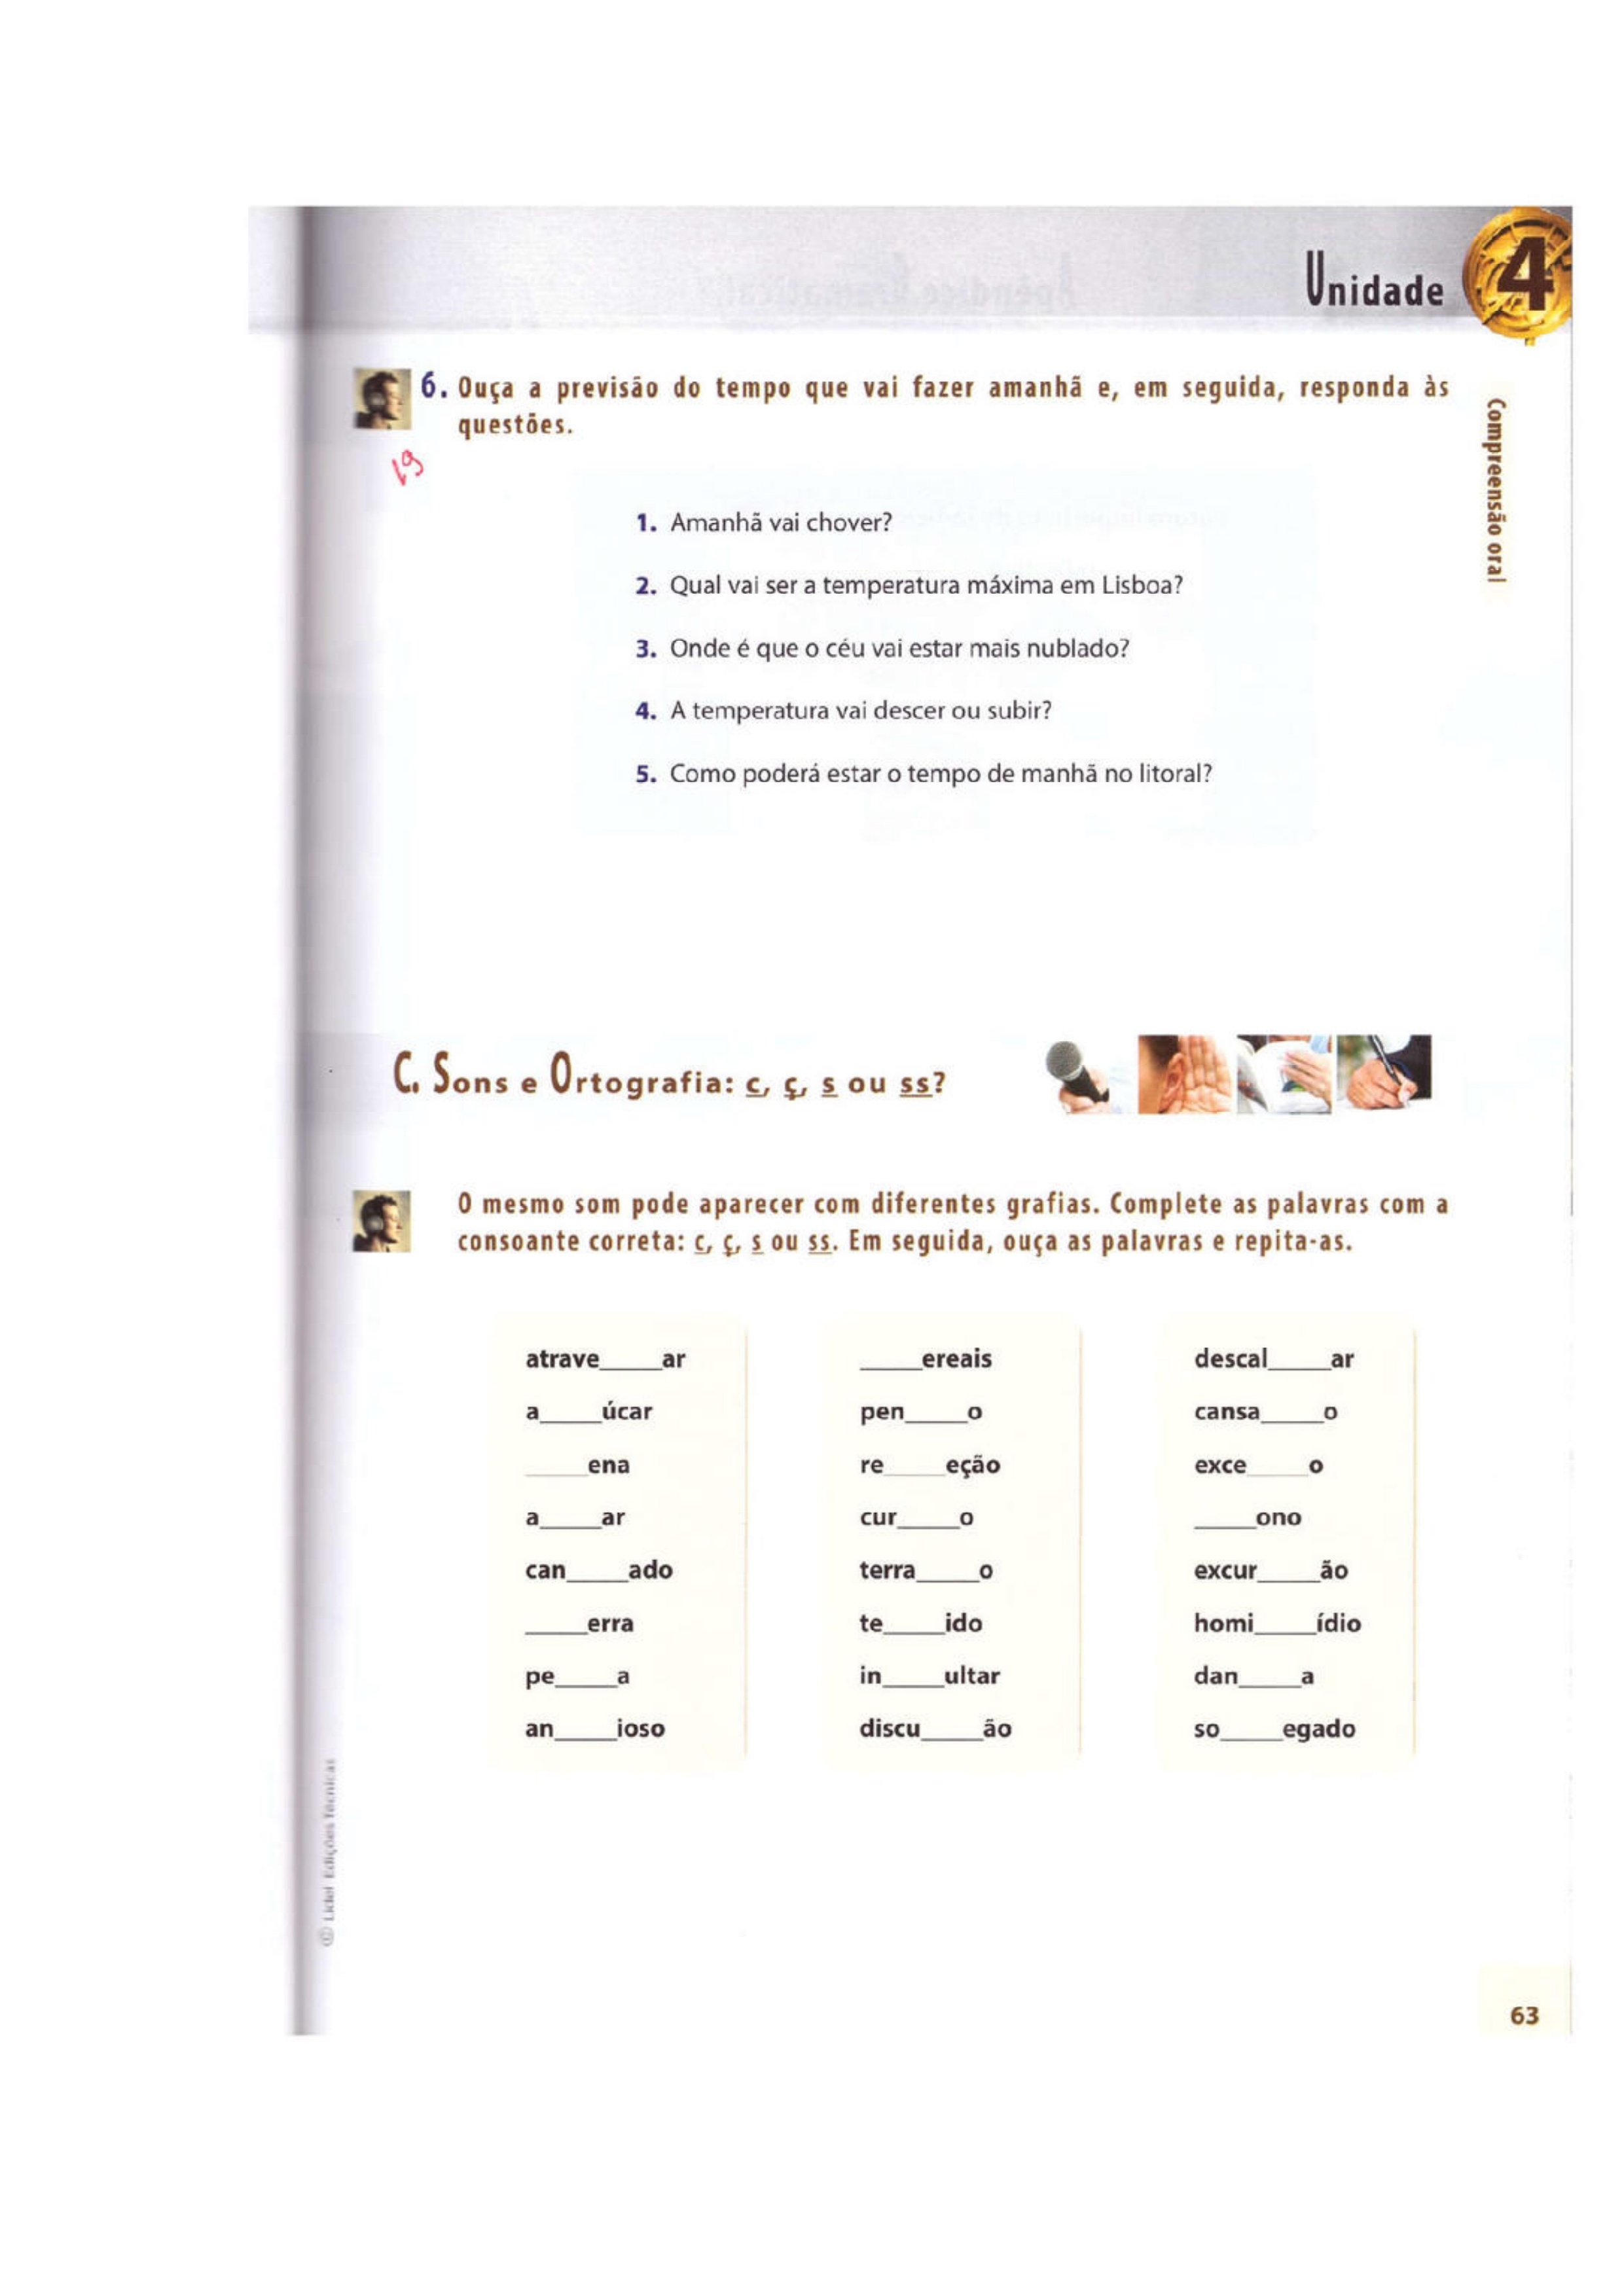 Unidade 4
6. Ouça a previsão do tempo que vai fazer amanhã e, em seguida, responda às
questões.
19
Compreensão oral
1. Amanhã vai chover?
2. Qual vai ser a temperatura máxima em Lisboa?
3. Onde é que o céu vai estar mais nublado?
4. A temperatura vai descer ou subir?
5. Como poderá estar o tempo de manhã no litoral?
C. Sons e Ortografia: c, ç, s ou ss?
O mesmo som pode aparecer com diferentes grafias. Complete as palavras com a
consoante correta: c, ç, s ou ss. Em seguida, ouça as palavras e repita-as.
atrave_____ar
a_____úcar
_____ena
a_____ar
can_____ado
_____erra
pe_____a
an_____ioso
_____ereais
pen_____o
re_____eção
cur_____o
terra_____o
te_____ido
in_____ultar
discu_____ão
descal_____ar
cansa_____o
exce_____o
_____ono
excur_____ão
homi_____ídio
dan_____a
so_____egado
© Lidel Edições Técnicas
63